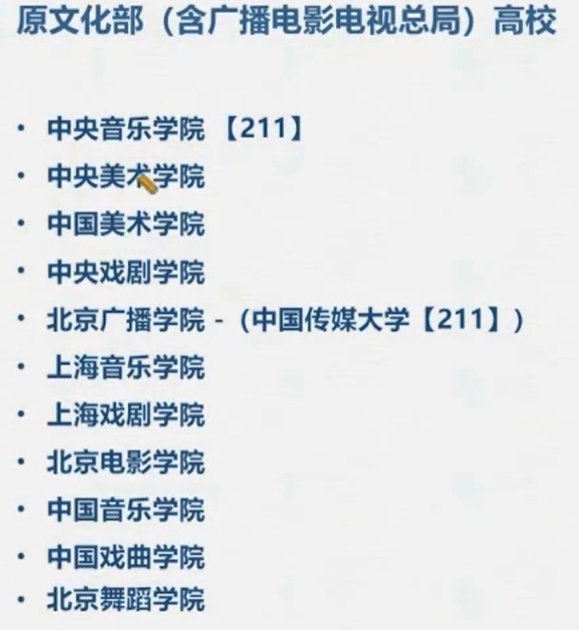 原文化部（含广播电影电视总局）高校
• 中央音乐学院 【211】
• 中央美术学院
• 中国美术学院
• 中央戏剧学院
• 北京广播学院 -（中国传媒大学【211】）
• 上海音乐学院
• 上海戏剧学院
• 北京电影学院
• 中国音乐学院
• 中国戏曲学院
• 北京舞蹈学院